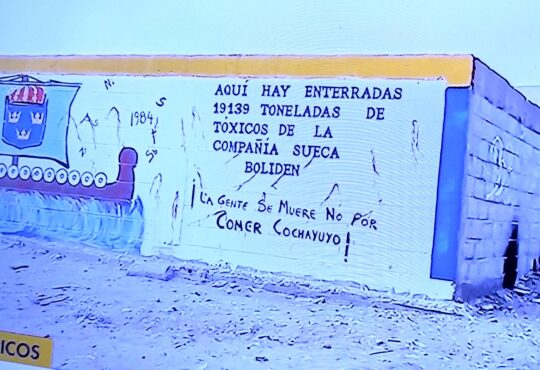 AQUÍ HAY ENTERRADAS
19139 TONELADAS DE
TÓXICOS DE LA
COMPAÑÍA SUECA
BOLIDEN
¡LA GENTE SE MUERE NO POR
COMER COCHAYUYO!
1984
ICOS